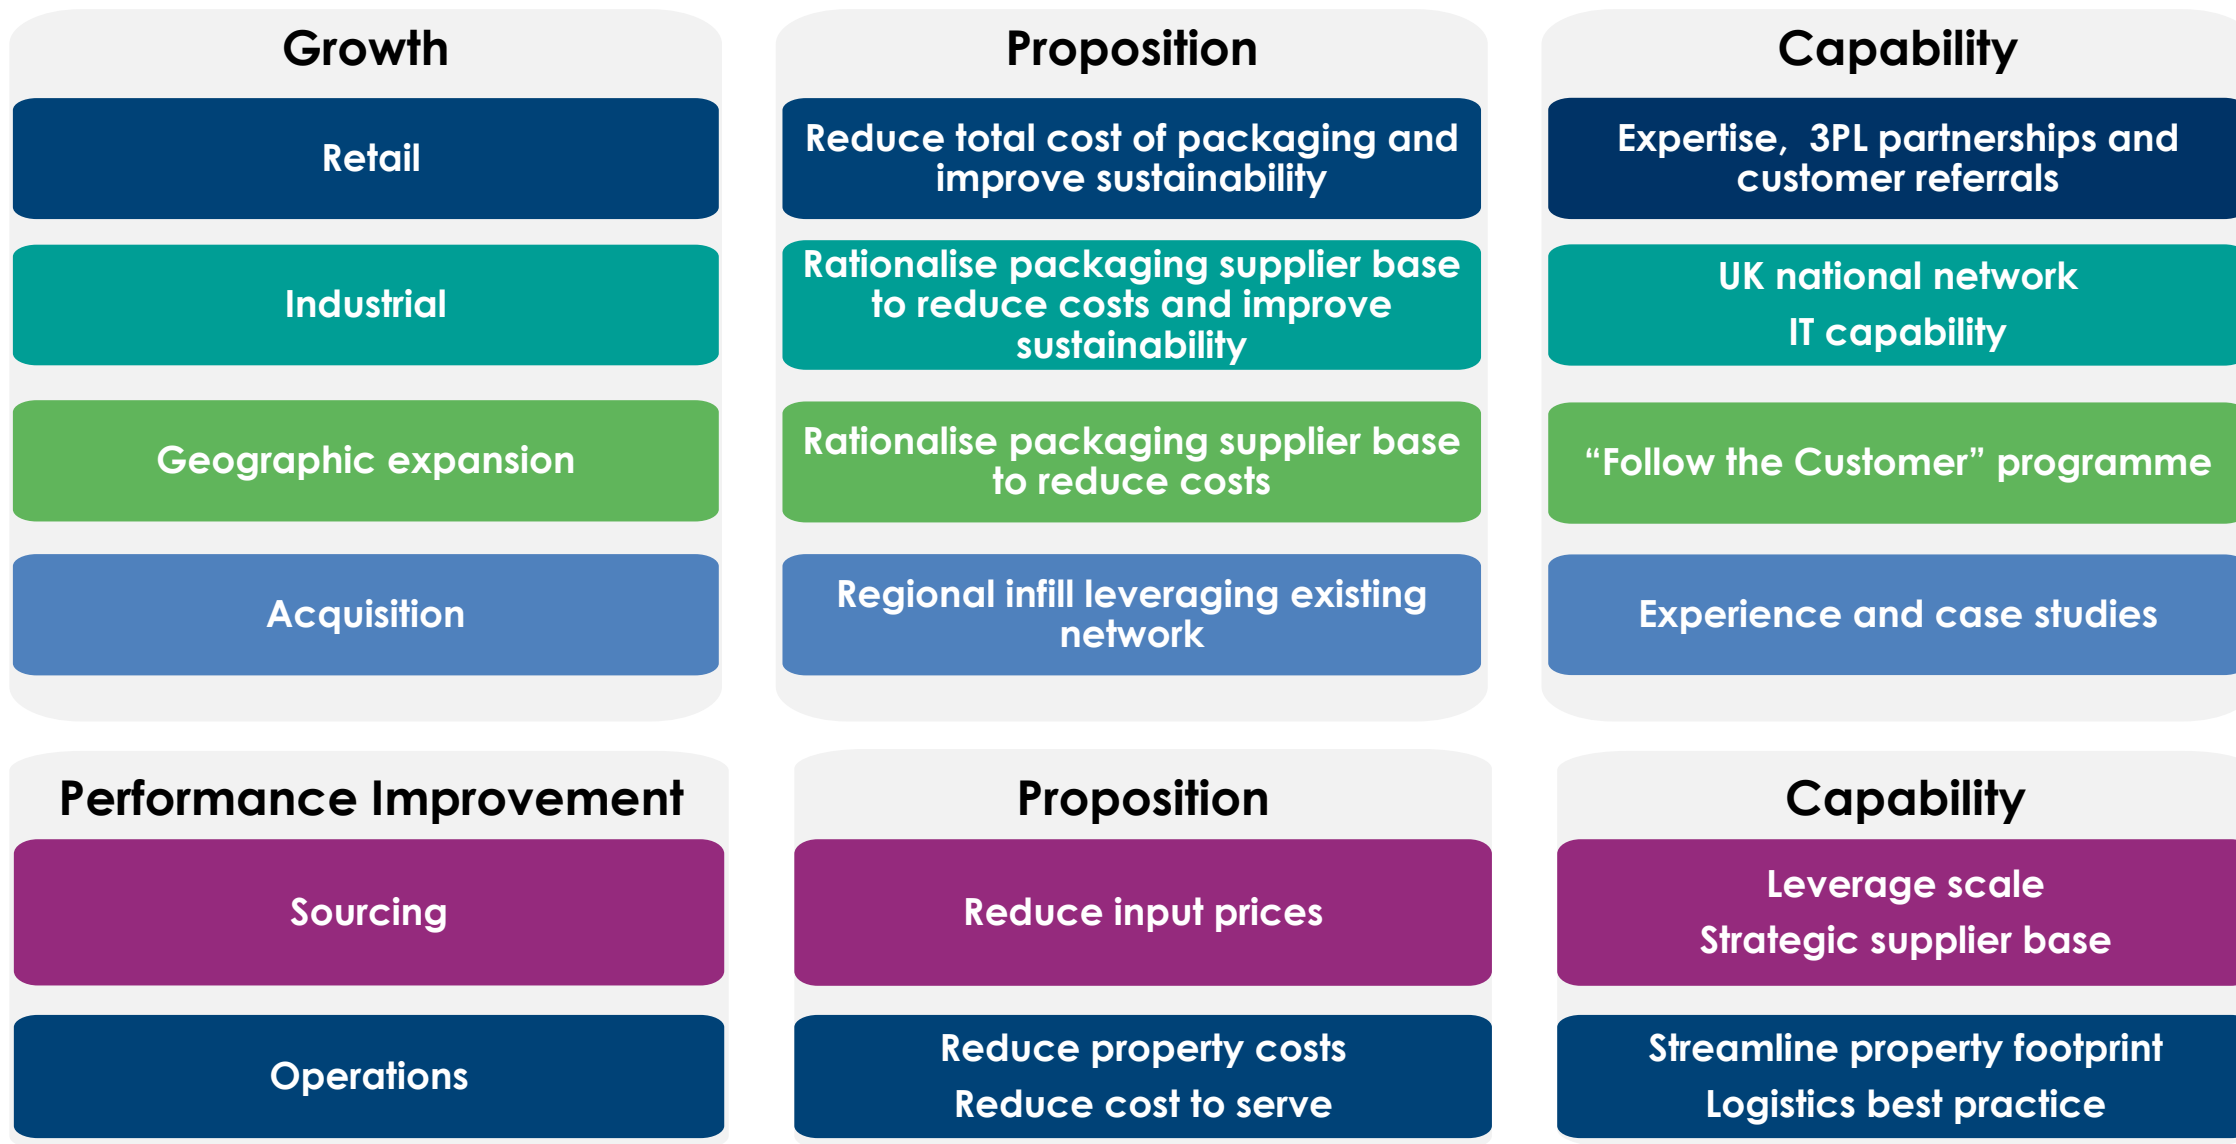 Growth
Retail
Industrial
Geographic expansion
Acquisition
Proposition
Reduce total cost of packaging and
improve sustainability
Rationalise packaging supplier base
to reduce costs and improve
sustainability
Rationalise packaging supplier base
to reduce costs
Regional infill leveraging existing
network
Capability
Expertise,  3PL partnerships and
customer referrals
UK national network
IT capability
“Follow the Customer” programme
Experience and case studies
Performance Improvement
Sourcing
Operations
Proposition
Reduce input prices
Reduce property costs
Reduce cost to serve
Capability
Leverage scale
Strategic supplier base
Streamline property footprint
Logistics best practice